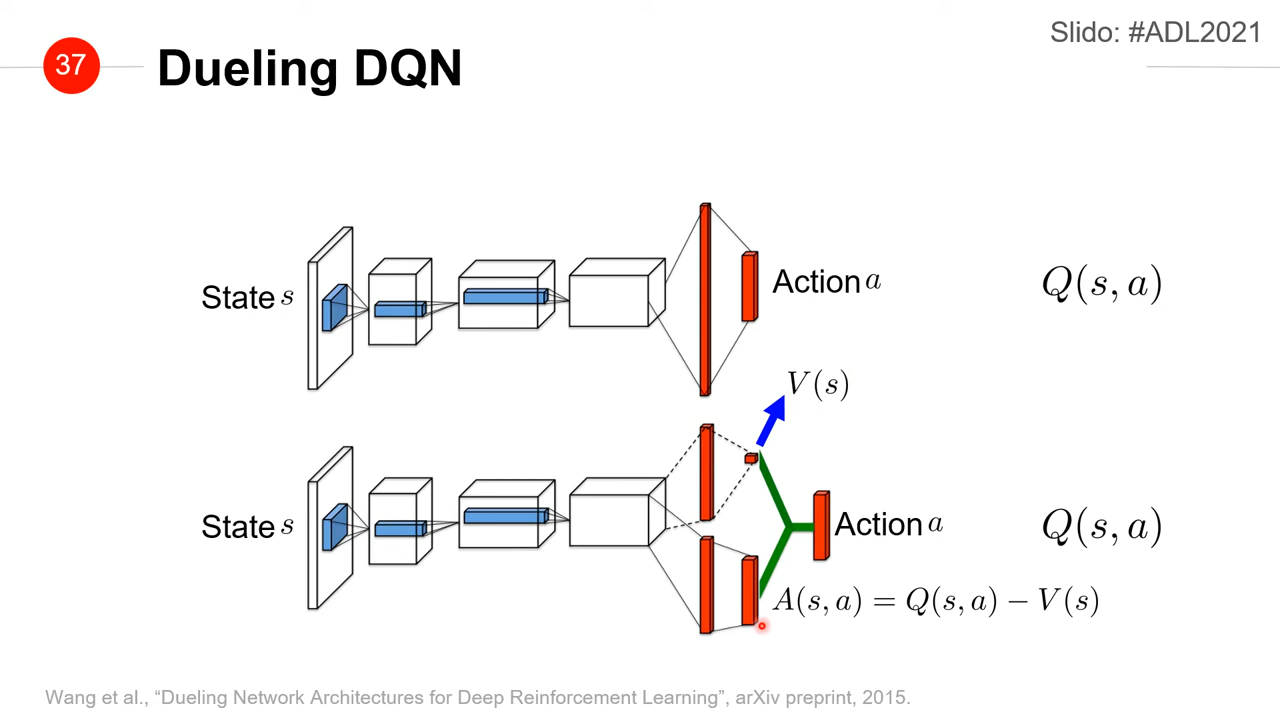 Slido: #ADL2021
37
Dueling DQN
State s
Action a
Q(s, a)
V(s)
State s
Action a
Q(s, a)
A(s, a) = Q(s, a) − V(s)
Wang et al., “Dueling Network Architectures for Deep Reinforcement Learning”, arXiv preprint, 2015.